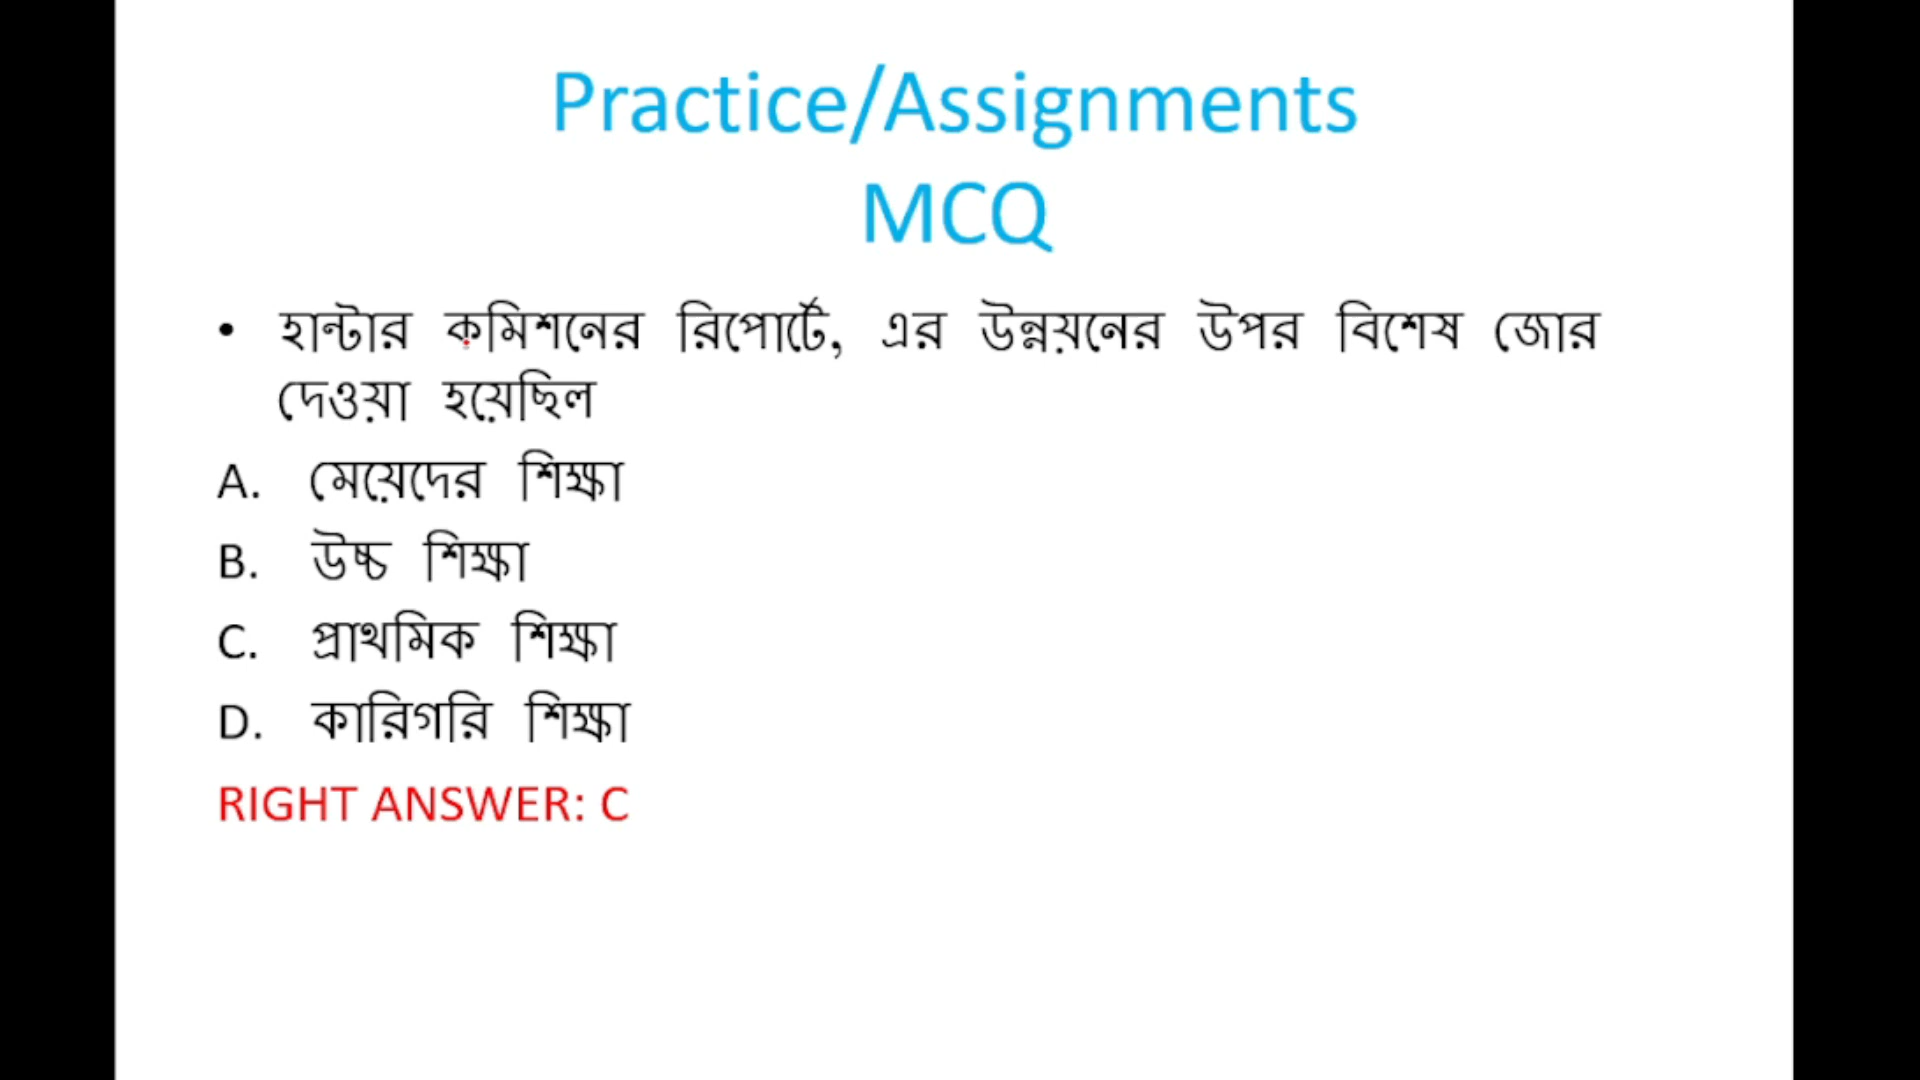 Practice/Assignments
MCQ
• হান্টার কমিশনের রিপোর্টে, এর উন্নয়নের উপর বিশেষ জোর
দেওয়া হয়েছিল
A. মেয়েদের শিক্ষা
B. উচ্চ শিক্ষা
C. প্রাথমিক শিক্ষা
D. কারিগরি শিক্ষা
RIGHT ANSWER: C